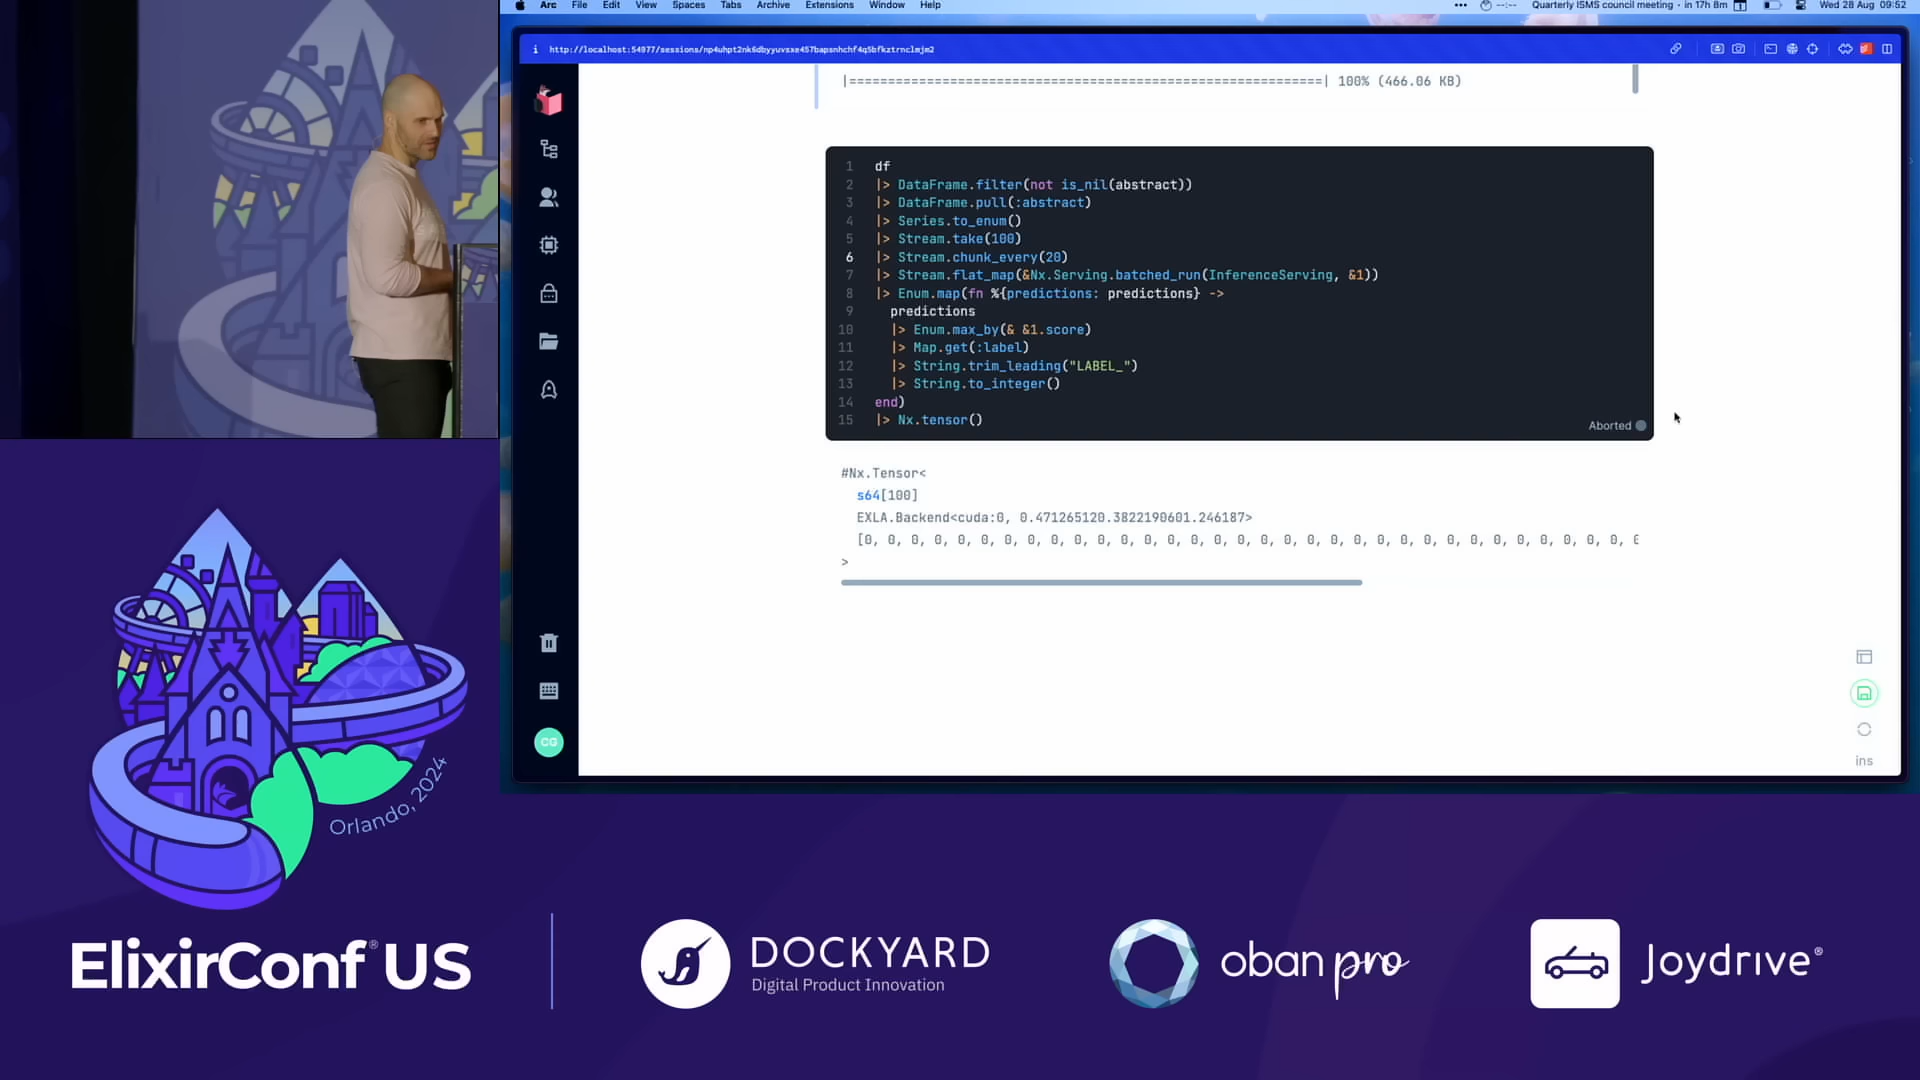 Arc File Edit View Spaces Tabs Archive Extensions Window Help
Quarterly ISMS council meeting · in 17h 8m Wed 28 Aug 09:52
http://localhost:54977/sessions/np4uhpt2nk6dbyyuvsxe457bapsnhchf4q5bfkztrnclmjm2
|=============================================================| 100% (466.06 KB)
1 df
2 |> DataFrame.filter(not is_nil(abstract))
3 |> DataFrame.pull(:abstract)
4 |> Series.to_enum()
5 |> Stream.take(100)
6 |> Stream.chunk_every(20)
7 |> Stream.flat_map(&Nx.Serving.batched_run(InferenceServing, &1))
8 |> Enum.map(fn %{predictions: predictions} ->
9 predictions
10 |> Enum.max_by(& &1.score)
11 |> Map.get(:label)
12 |> String.trim_leading("LABEL_")
13 |> String.to_integer()
14 end)
15 |> Nx.tensor()
Aborted
#Nx.Tensor<
s64[100]
EXLA.Backend<cuda:0, 0.471265120.3822190601.246187>
[0, 0, 0, 0, 0, 0, 0, 0, 0, 0, 0, 0, 0, 0, 0, 0, 0, 0, 0, 0, 0, 0, 0, 0, 0, 0, 0, 0, 0, 0, 0, 0, 0, 0
>
CG
ins
Orlando, 2024
ElixirConf® US
DOCKYARD
Digital Product Innovation
oban pro
Joydrive®